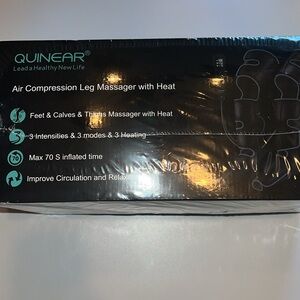 QUINEAR®
Lead a Healthy New Life
Air Compression Leg Massager with Heat
Feet & Calves & Thighs Massager with Heat
3 Intensities & 3 modes & 3 Heating
70 Max 70 S inflated time
Improve Circulation and Relax